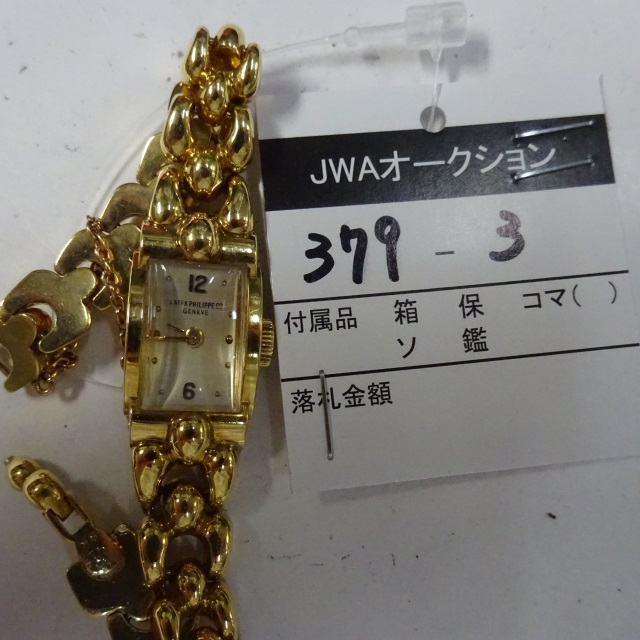 12
PATEK PHILIPPE & Co
GENEVE
6
JWAオークション
379 - 3
付属品 箱 保 コマ( )
ソ 鑑
落札金額